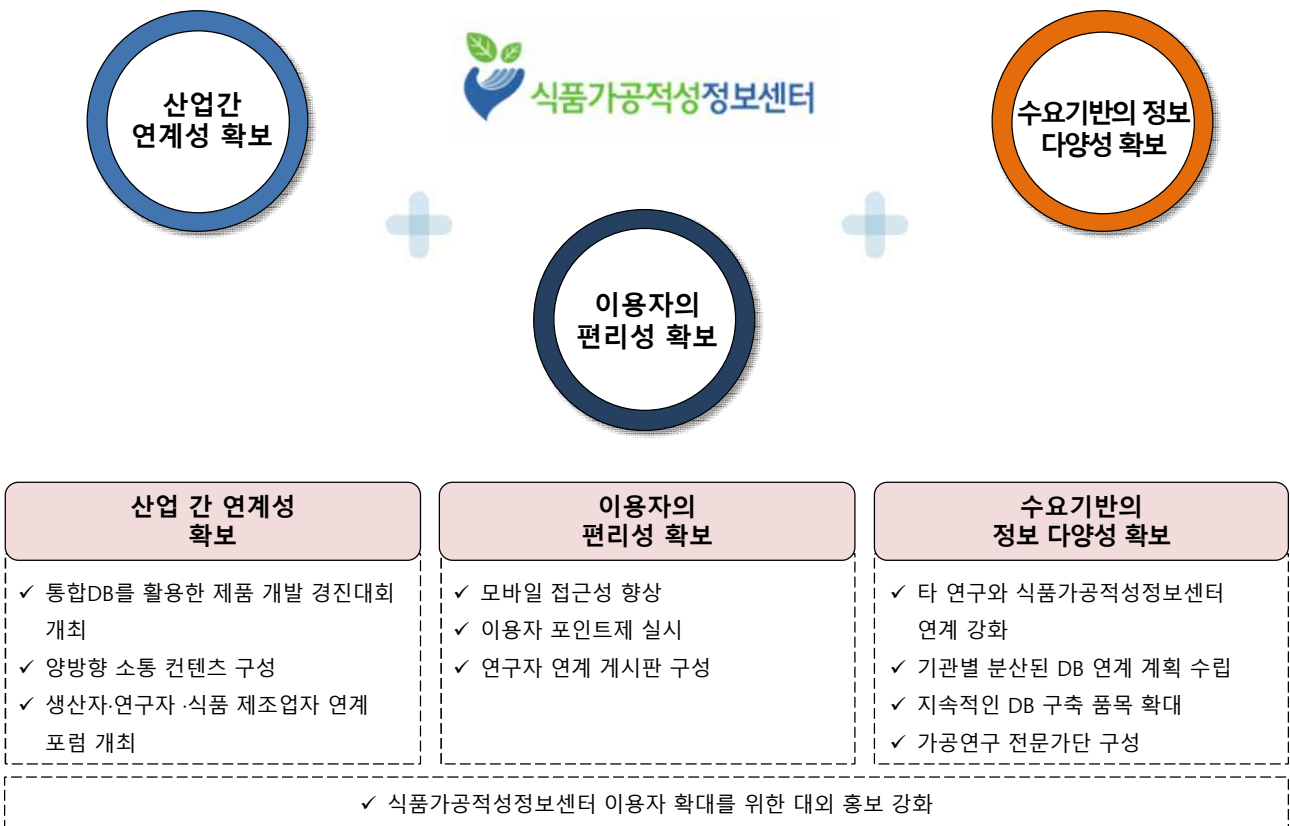 산업간
연계성 확보
식품가공적성정보센터
수요기반의 정보
다양성 확보
이용자의
편리성 확보
산업 간 연계성
확보
✓ 통합DB를 활용한 제품 개발 경진대회
개최
✓ 양방향 소통 컨텐츠 구성
✓ 생산자·연구자 ·식품 제조업자 연계
포럼 개최
이용자의
편리성 확보
✓ 모바일 접근성 향상
✓ 이용자 포인트제 실시
✓ 연구자 연계 게시판 구성
수요기반의
정보 다양성 확보
✓ 타 연구와 식품가공적성정보센터
연계 강화
✓ 기관별 분산된 DB 연계 계획 수립
✓ 지속적인 DB 구축 품목 확대
✓ 가공연구 전문가단 구성
✓ 식품가공적성정보센터 이용자 확대를 위한 대외 홍보 강화